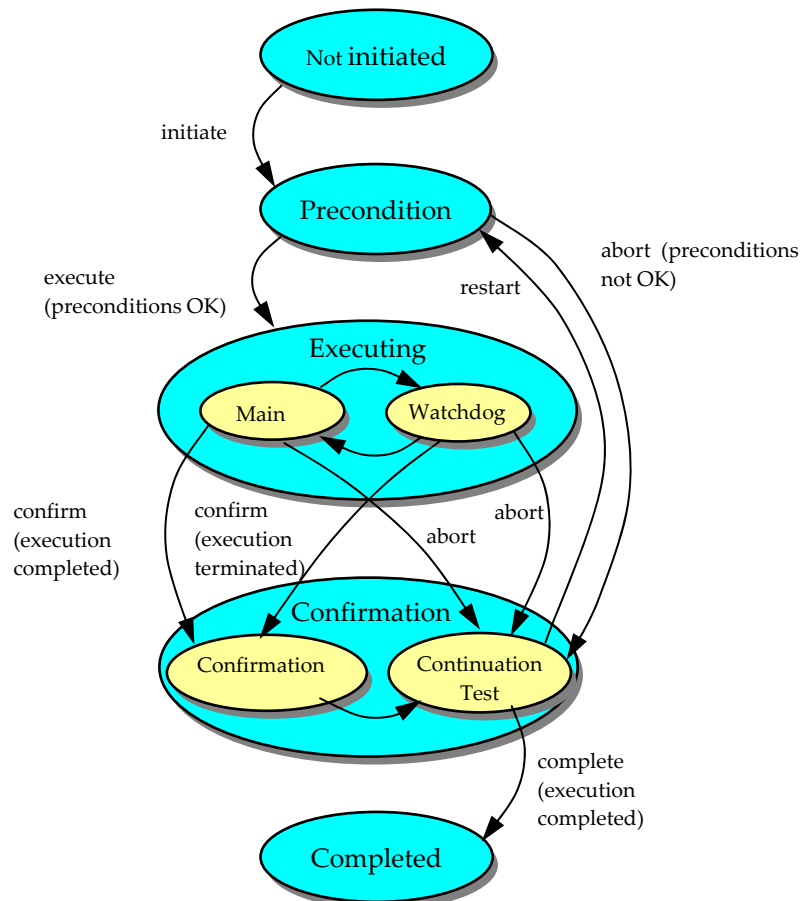 Not initiated
initiate
Precondition
abort (preconditions
not OK)
restart
execute
(preconditions OK)
Executing
Main
Watchdog
confirm
(execution
completed)
confirm
(execution
terminated)
abort
abort
Confirmation
Confirmation
Continuation
Test
complete
(execution
completed)
Completed